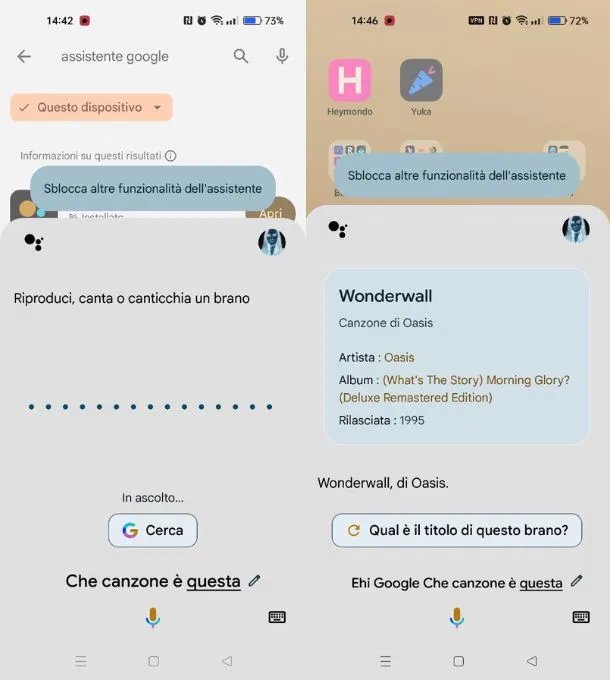 14:42
73%
assistente google
Questo dispositivo
Informazioni su questi risultati
Sblocca altre funzionalità dell'assistente
Installato
Apri
Riproduci, canta o canticchia un brano
In ascolto...
Cerca
Che canzone è questa
14:46
VPN
72%
H
Heymondo
Yuka
Sblocca altre funzionalità dell'assistente
Wonderwall
Canzone di Oasis
Artista : Oasis
Album : (What's The Story) Morning Glory?
(Deluxe Remastered Edition)
Rilasciata : 1995
Wonderwall, di Oasis.
Qual è il titolo di questo brano?
Ehi Google Che canzone è questa